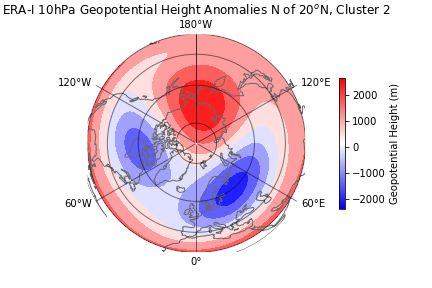 ERA-I 10hPa Geopotential Height Anomalies N of 20°N, Cluster 2
180°W
120°W
120°E
60°W
60°E
0°
2000
1000
0
−1000
−2000
Geopotential Height (m)